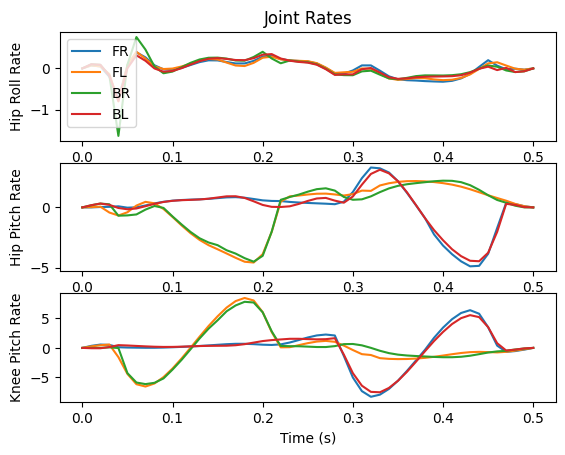 Joint Rates
Hip Roll Rate
0
−1
FR
FL
BR
BL
0.0 0.1 0.2 0.3 0.4 0.5
Hip Pitch Rate
0
−5
0.0 0.1 0.2 0.3 0.4 0.5
Knee Pitch Rate
5
0
−5
0.0 0.1 0.2 0.3 0.4 0.5
Time (s)